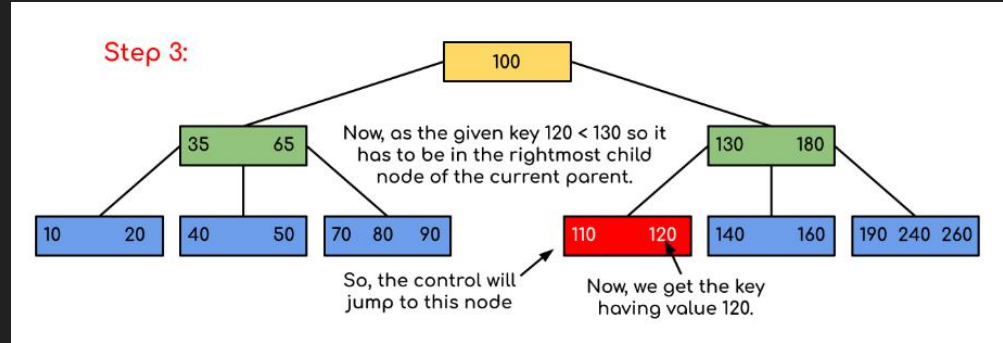 Step 3:
100
35 65
Now, as the given key 120 < 130 so it
has to be in the rightmost child
node of the current parent.
130 180
10 20
40 50
70 80 90
110 120
140 160
190 240 260
So, the control will
jump to this node
Now, we get the key
having value 120.